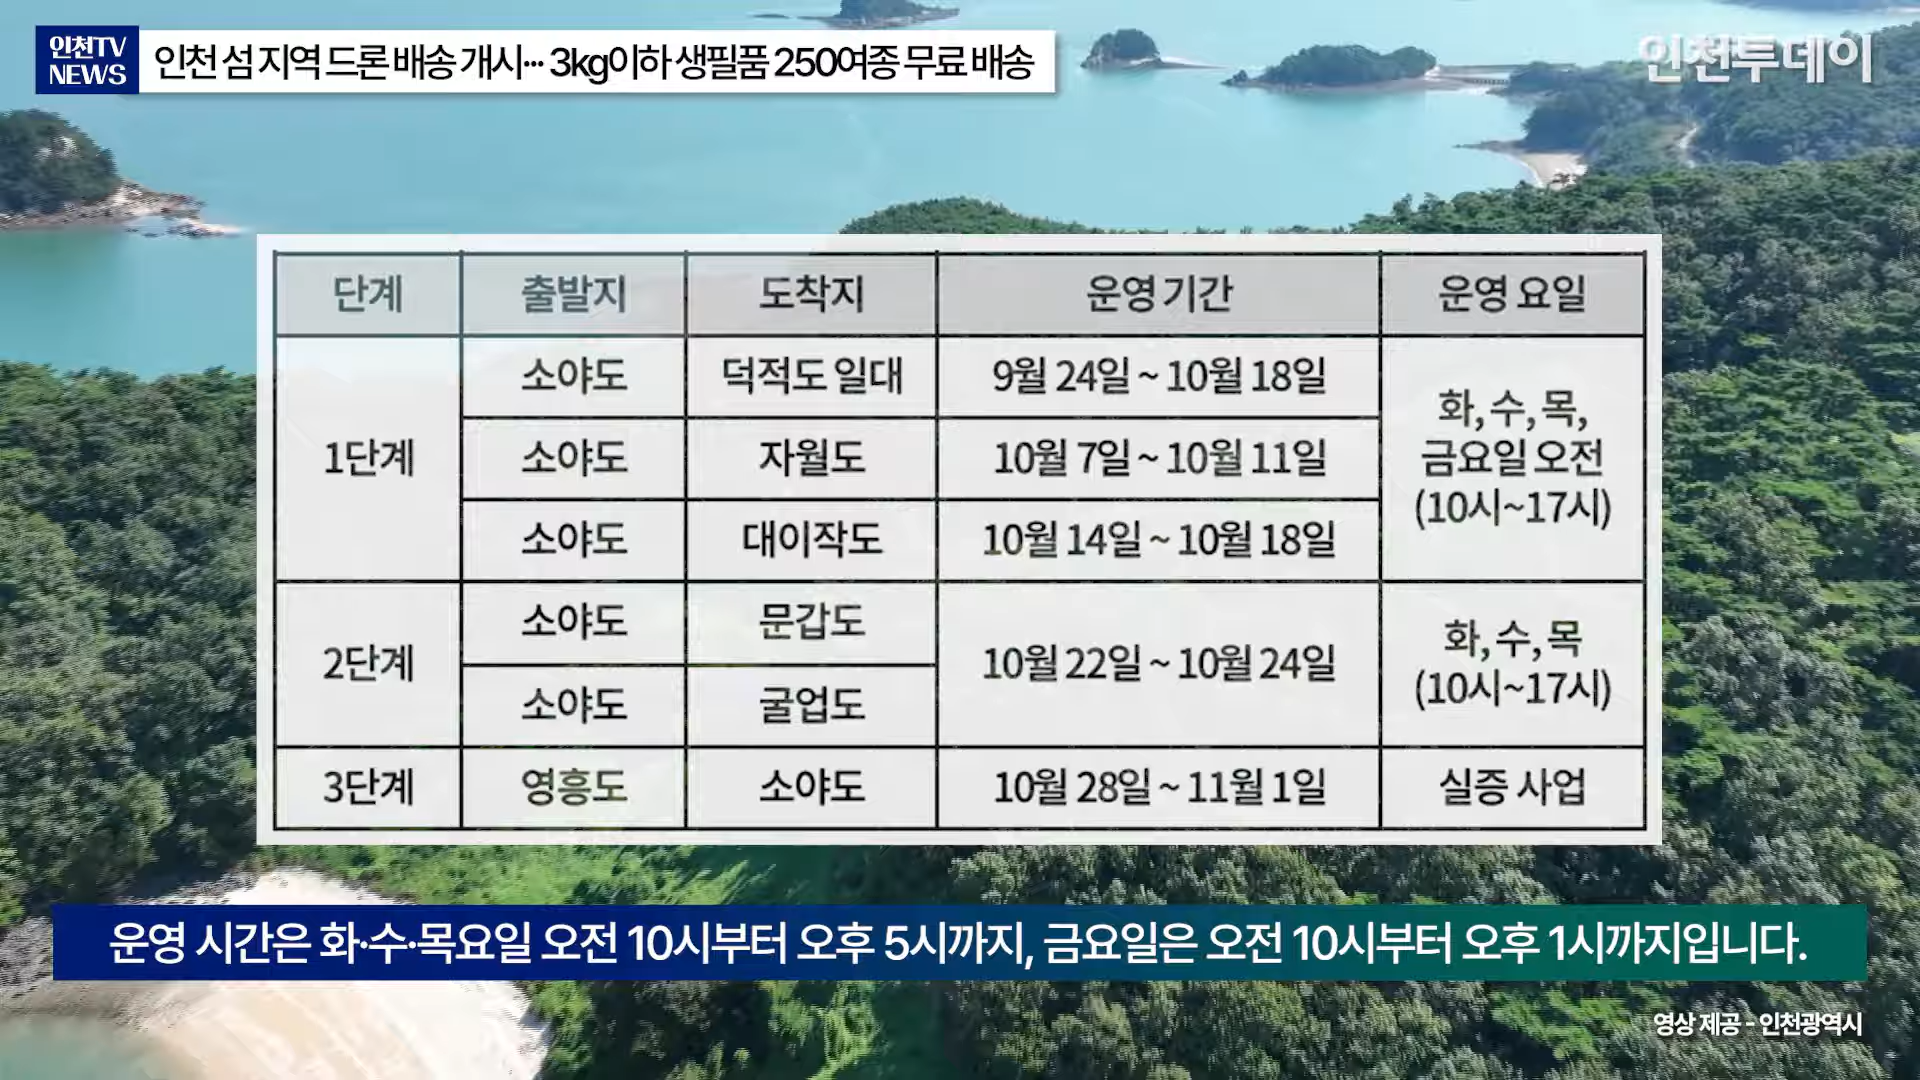 인천TV
NEWS
인천 섬 지역 드론 배송 개시… 3kg이하 생필품 250여종 무료 배송
인천투데이
단계 출발지 도착지 운영 기간 운영 요일
1단계 소야도 덕적도 일대 9월 24일 ~ 10월 18일 화, 수, 목,
금요일 오전
(10시~17시)
소야도 자월도 10월 7일 ~ 10월 11일
소야도 대이작도 10월 14일 ~ 10월 18일
2단계 소야도 문갑도 10월 22일 ~ 10월 24일 화, 수, 목
(10시~17시)
소야도 굴업도
3단계 영흥도 소야도 10월 28일 ~ 11월 1일 실증 사업
운영 시간은 화·수·목요일 오전 10시부터 오후 5시까지, 금요일은 오전 10시부터 오후 1시까지입니다.
영상 제공 - 인천광역시